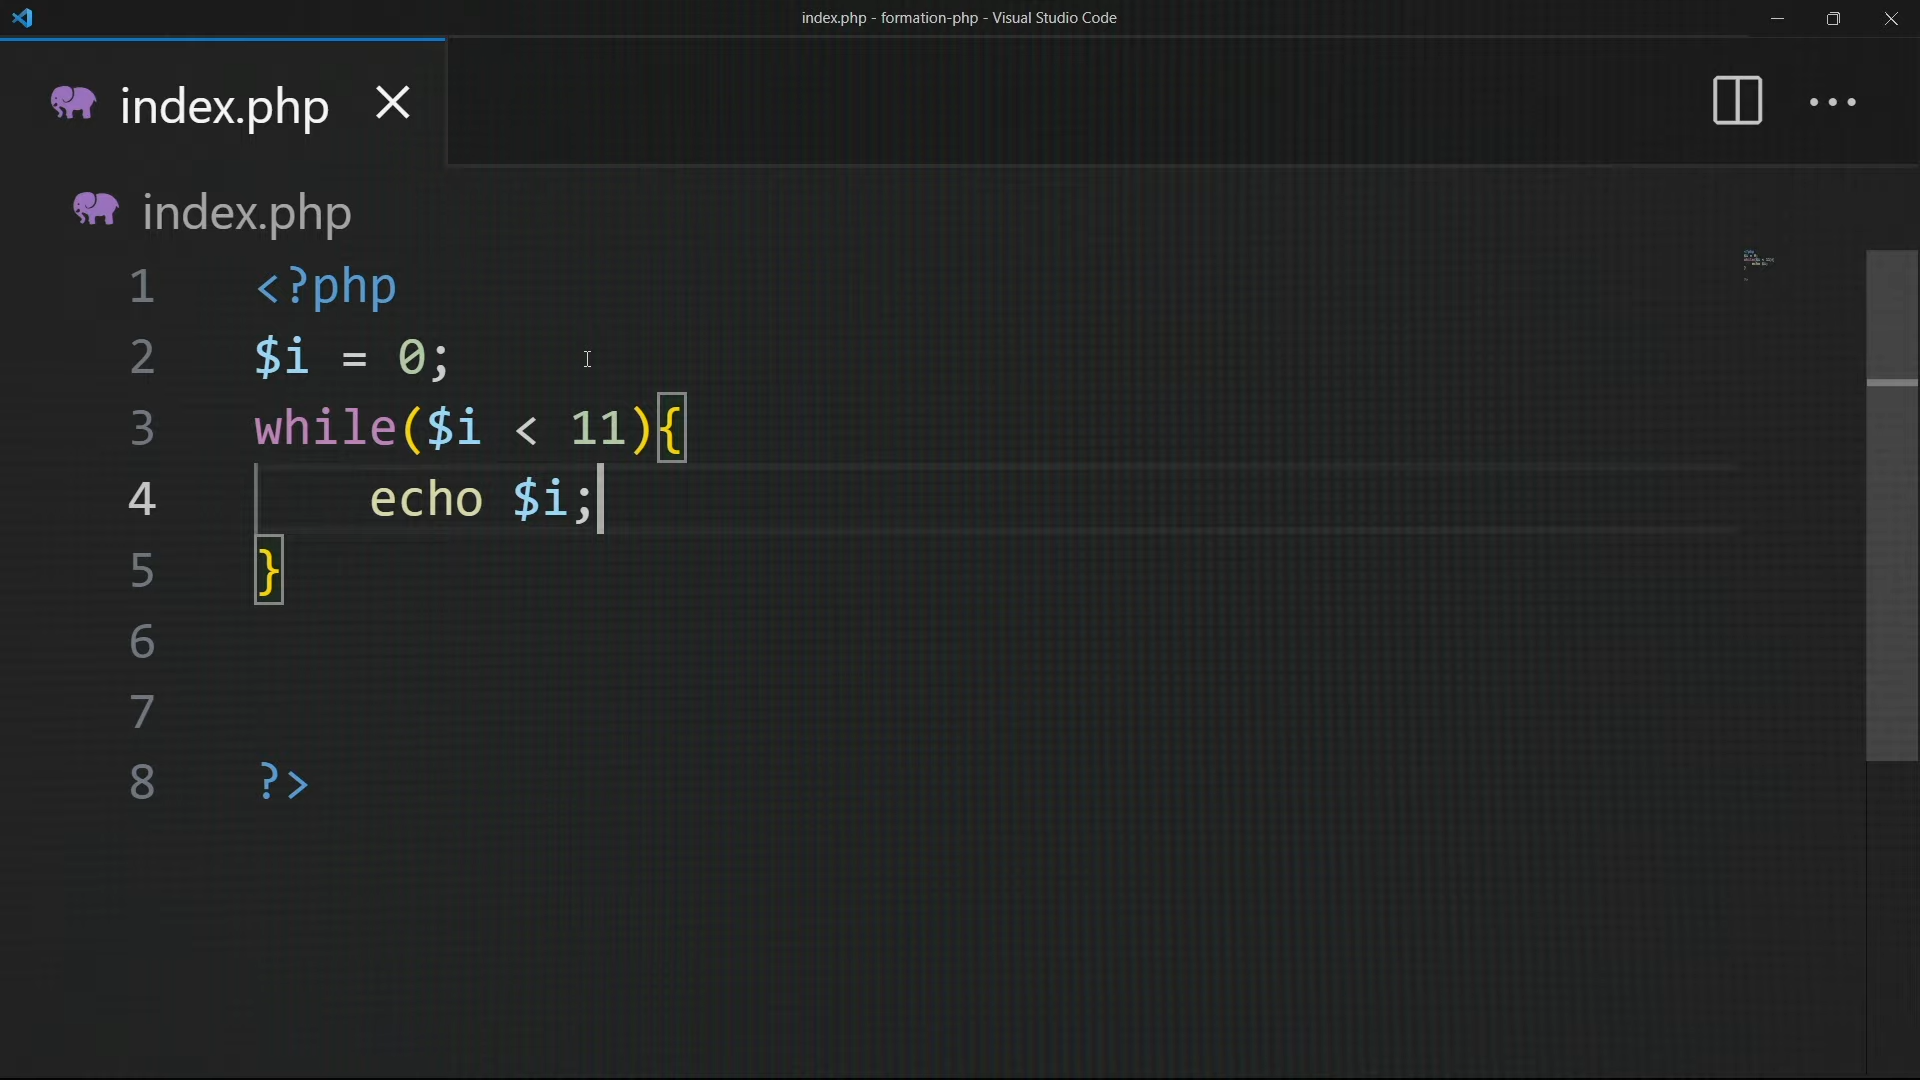 index.php - formation-php - Visual Studio Code
index.php
index.php
1 <?php
2 $i = 0;
3 while($i < 11){
4     echo $i;
5 }
6
7
8 ?>